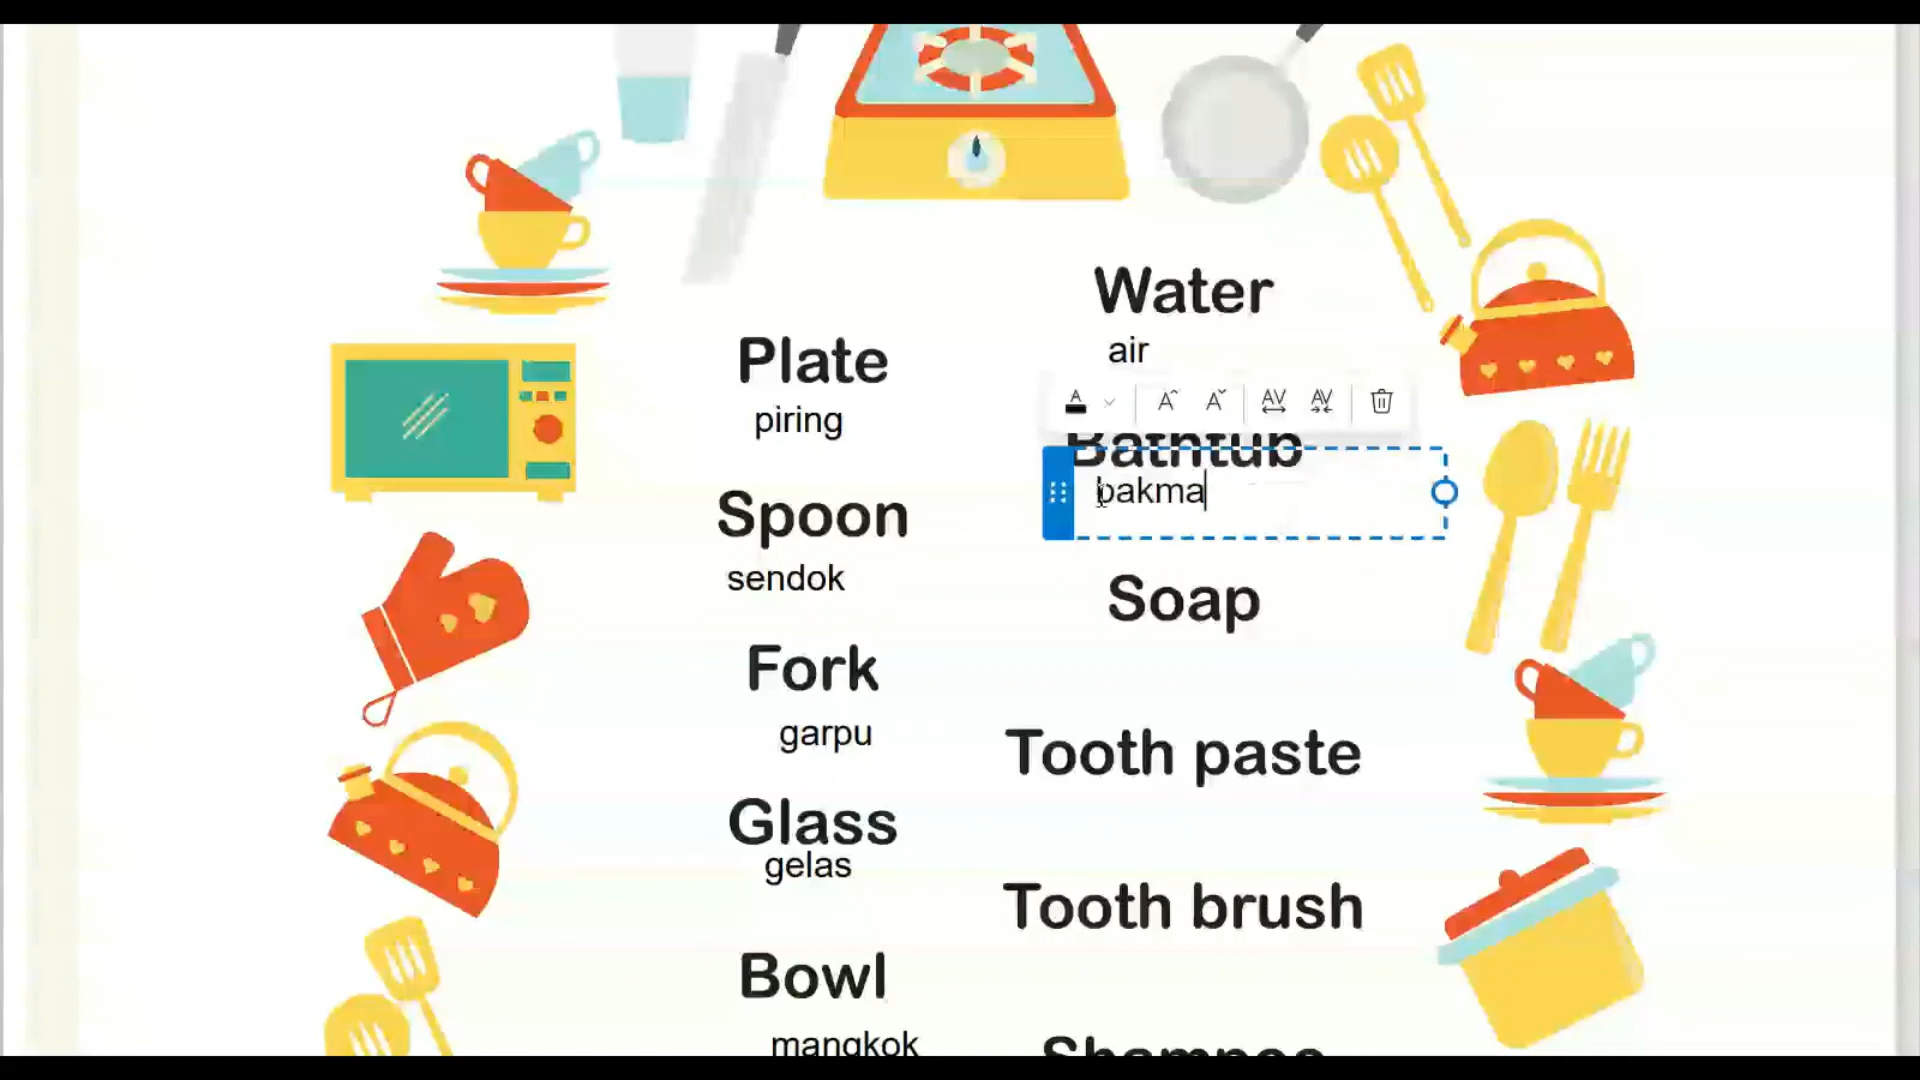 Plate
piring
Spoon
sendok
Fork
garpu
Glass
gelas
Bowl
mangkok
Water
air
Bathtub
bakma
Soap
Tooth paste
Tooth brush
Shampoo